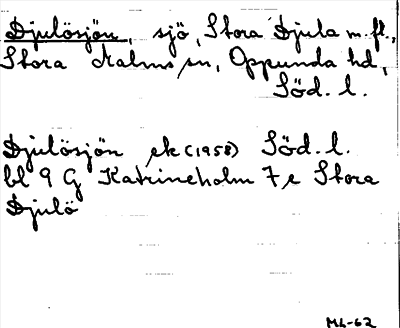 Djulösjön, sjö, Stora Djula m.fl.,
Stora Malms sn, Oppunda hd,
Söd. l.
Djulösjön ek (1958) Söd. l.
bl 9 G Katrineholm 7e Stora
Djulö
ML-62